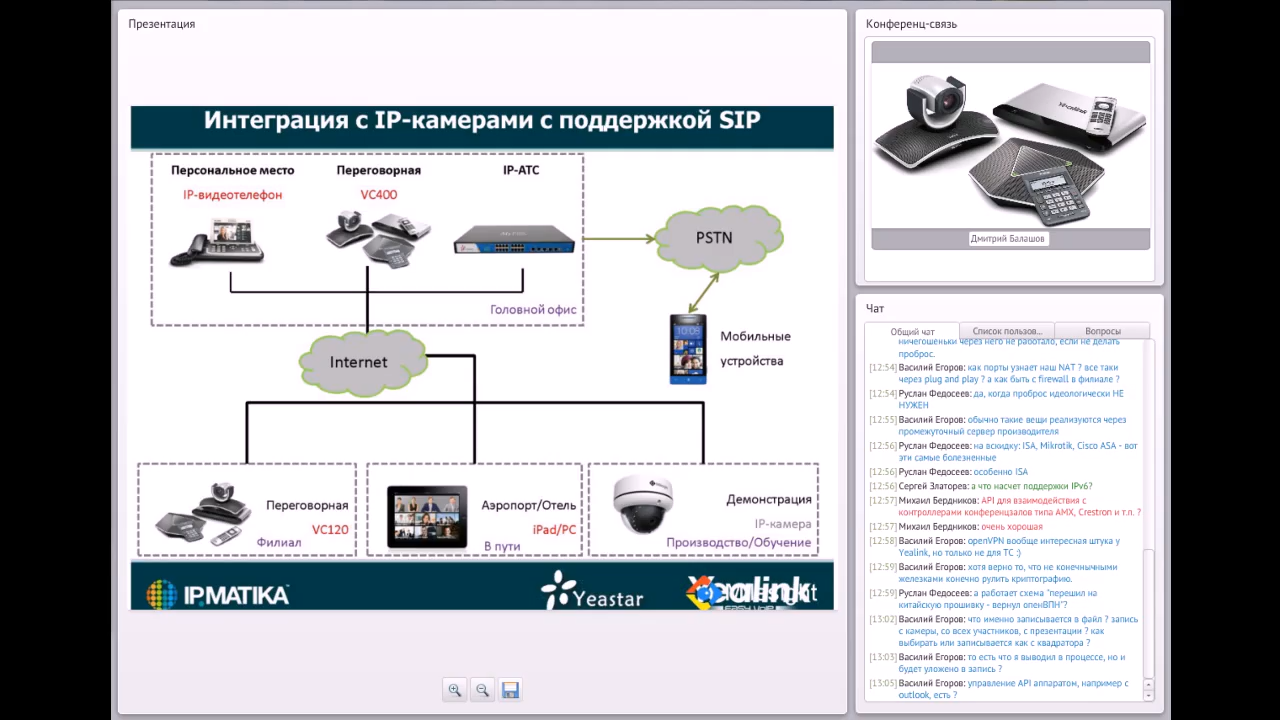 Презентация
Интеграция с IP-камерами с поддержкой SIP
Персональное место
IP-видеотелефон
Переговорная
VC400
IP-АТС
PSTN
Головной офис
Internet
Мобильные
устройства
Переговорная
VC120
Филиал
Аэропорт/Отель
iPad/PC
В пути
Демонстрация
IP-камера
Производство/Обучение
IPMATIKA
Yeastar
Yealink
Конференц-связь
Yealink
Дмитрий Балашов
Чат
Общий чат
Список пользов...
Вопросы
ничегошеньки через него не работало, если не делать
проброс.
[12:54] Василий Егоров: как порты узнает наш NAT ? все таки
через plug and play ? а как быть с firewall в филиале ?
[12:54] Руслан Федосеев: да, когда проброс идеологически НЕ
НУЖЕН
[12:55] Василий Егоров: обычно такие вещи реализуются через
промежуточный сервер производителя
[12:56] Руслан Федосеев: на вскидку: ISA, Mikrotik, Cisco ASA - вот
эти самые болезненные
[12:56] Руслан Федосеев: особенно ISA
[12:56] Сергей Златорев: а что насчет поддержки IPv6?
[12:57] Михаил Бердников: API для взаимодействия с
контроллерами конференцзалов типа AMX, Crestron и т.п. ?
[12:57] Михаил Бердников: очень хорошая
[12:58] Василий Егоров: openVPN вообще интересная штука у
Yealink, но только не для ТС :)
[12:59] Василий Егоров: хотя верно то, что не конечнычными
железками конечно рулить криптографию.
[12:59] Руслан Федосеев: а работает схема "перешил на
китайскую прошивку - вернул опенВПН"?
[13:02] Василий Егоров: что именно записывается в файл ? запись
с камеры, со всех участников, с презентации ? как
выбирать или записывается как с квадратора ?
[13:03] Василий Егоров: то есть что я выводил в процессе, но и
будет уложено в запись ?
[13:05] Василий Егоров: управление API аппаратом, например с
outlook, есть ?